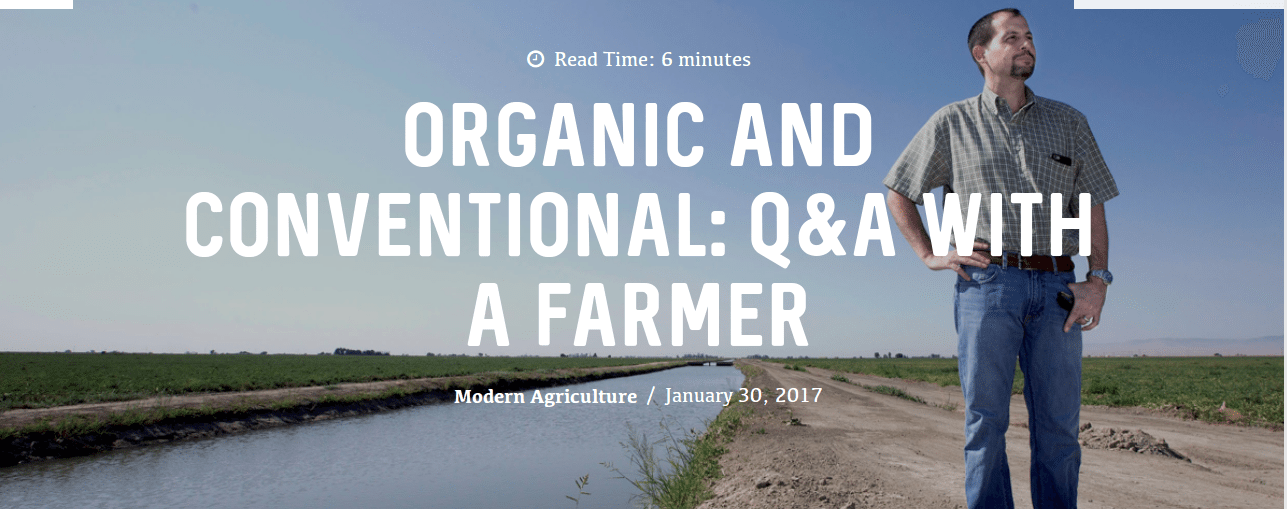 Read Time: 6 minutes
ORGANIC AND
CONVENTIONAL: Q&A WITH
A FARMER
Modern Agriculture / January 30, 2017